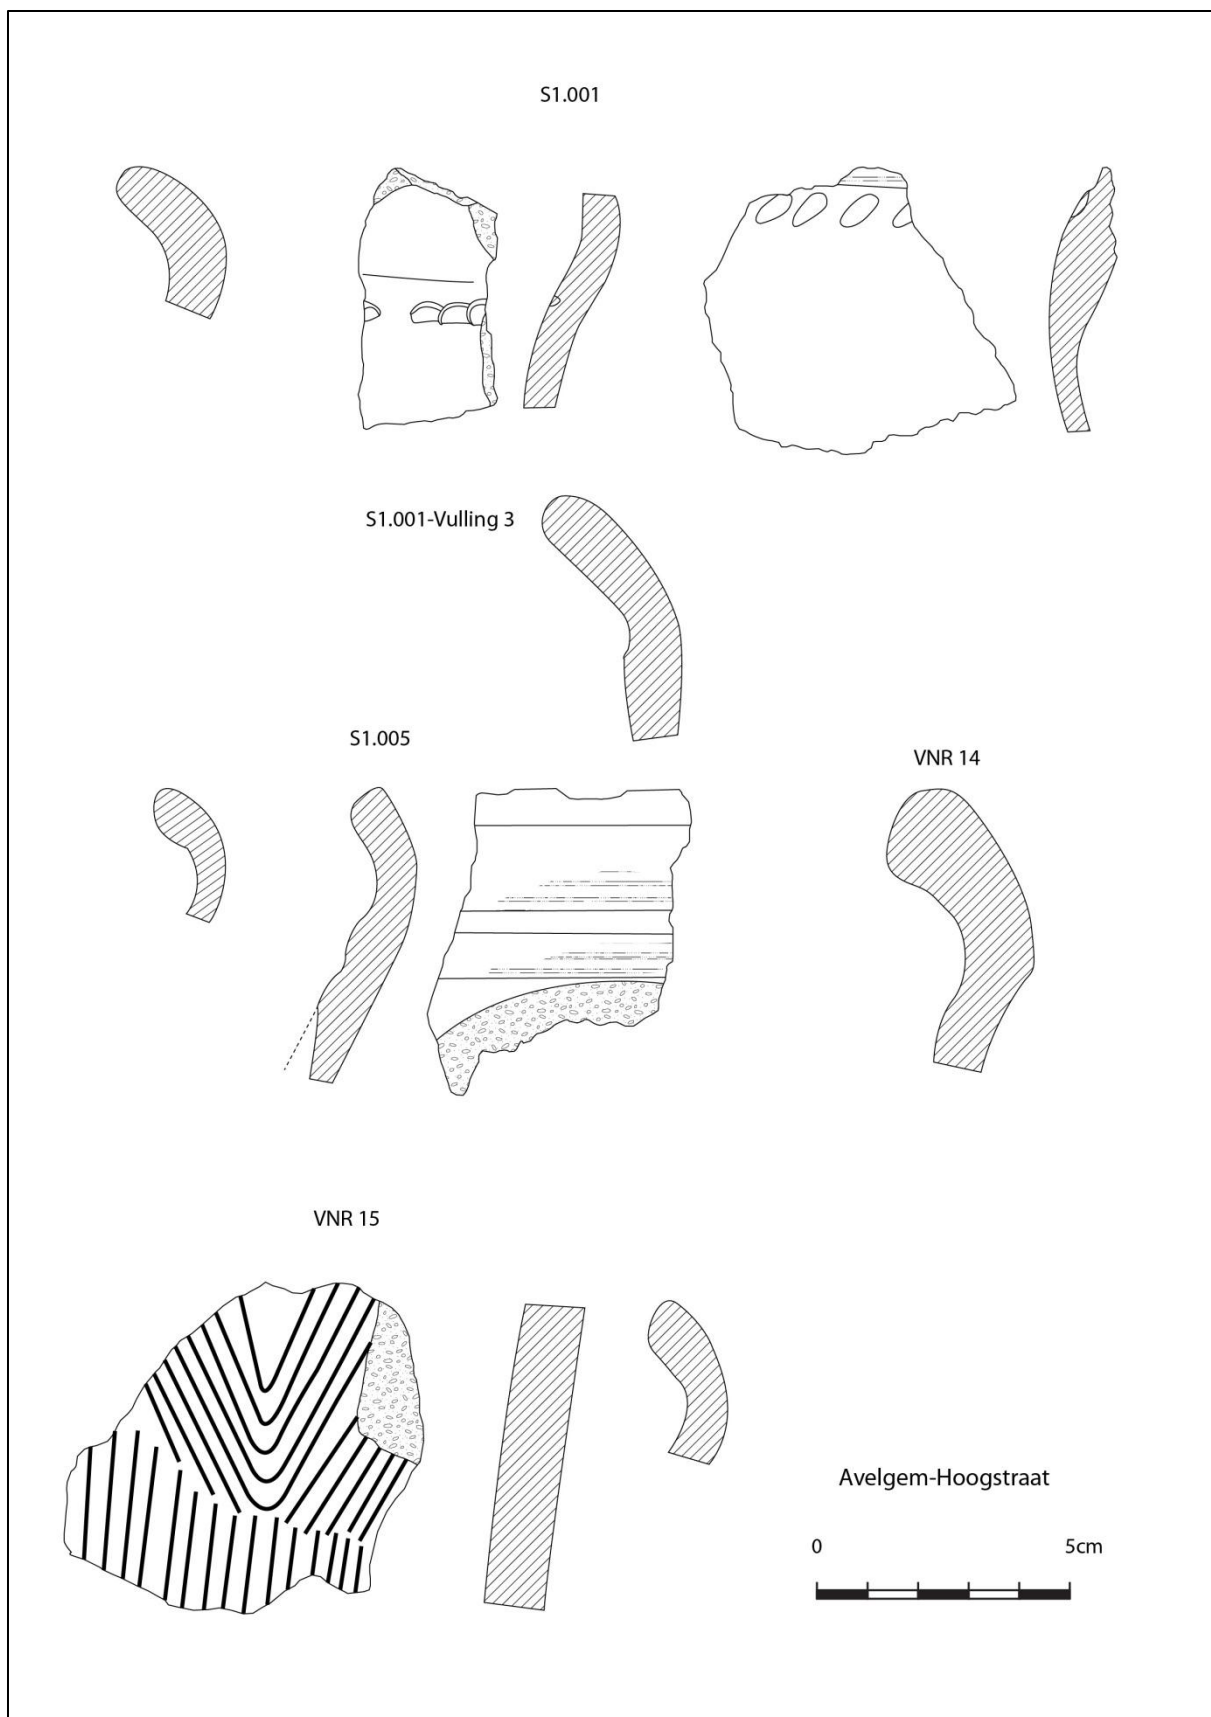 S1.001
S1.001-Vulling 3
S1.005
VNR 14
VNR 15
Avelgem-Hoogstraat
0 5cm